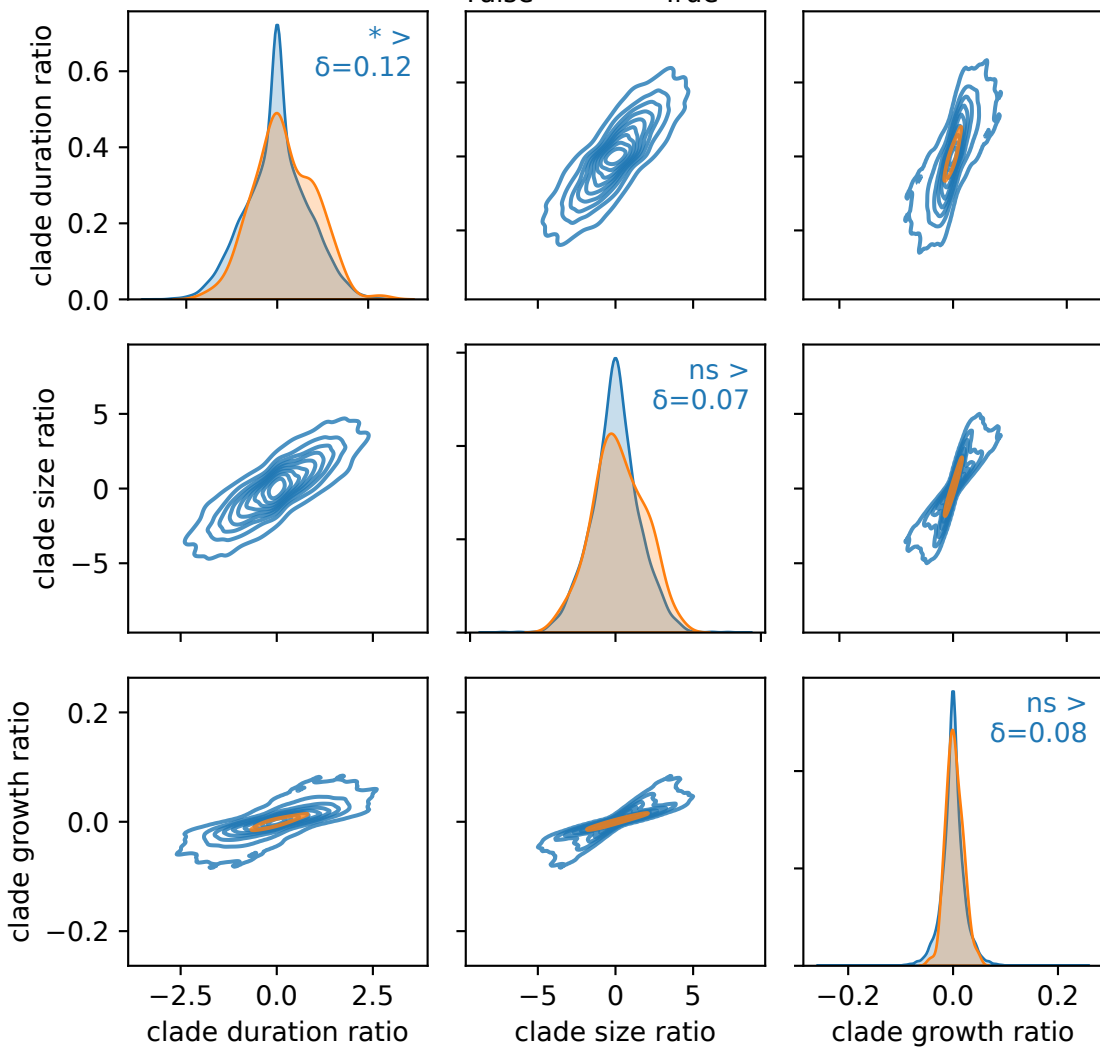 clade duration ratio
0.6
0.4
0.2
0.0
* >
δ=0.12
clade size ratio
5
0
−5
ns >
δ=0.07
clade growth ratio
0.2
0.0
−0.2
ns >
δ=0.08
−2.5 0.0 2.5
−5 0 5
−0.2 0.0 0.2
clade duration ratio
clade size ratio
clade growth ratio